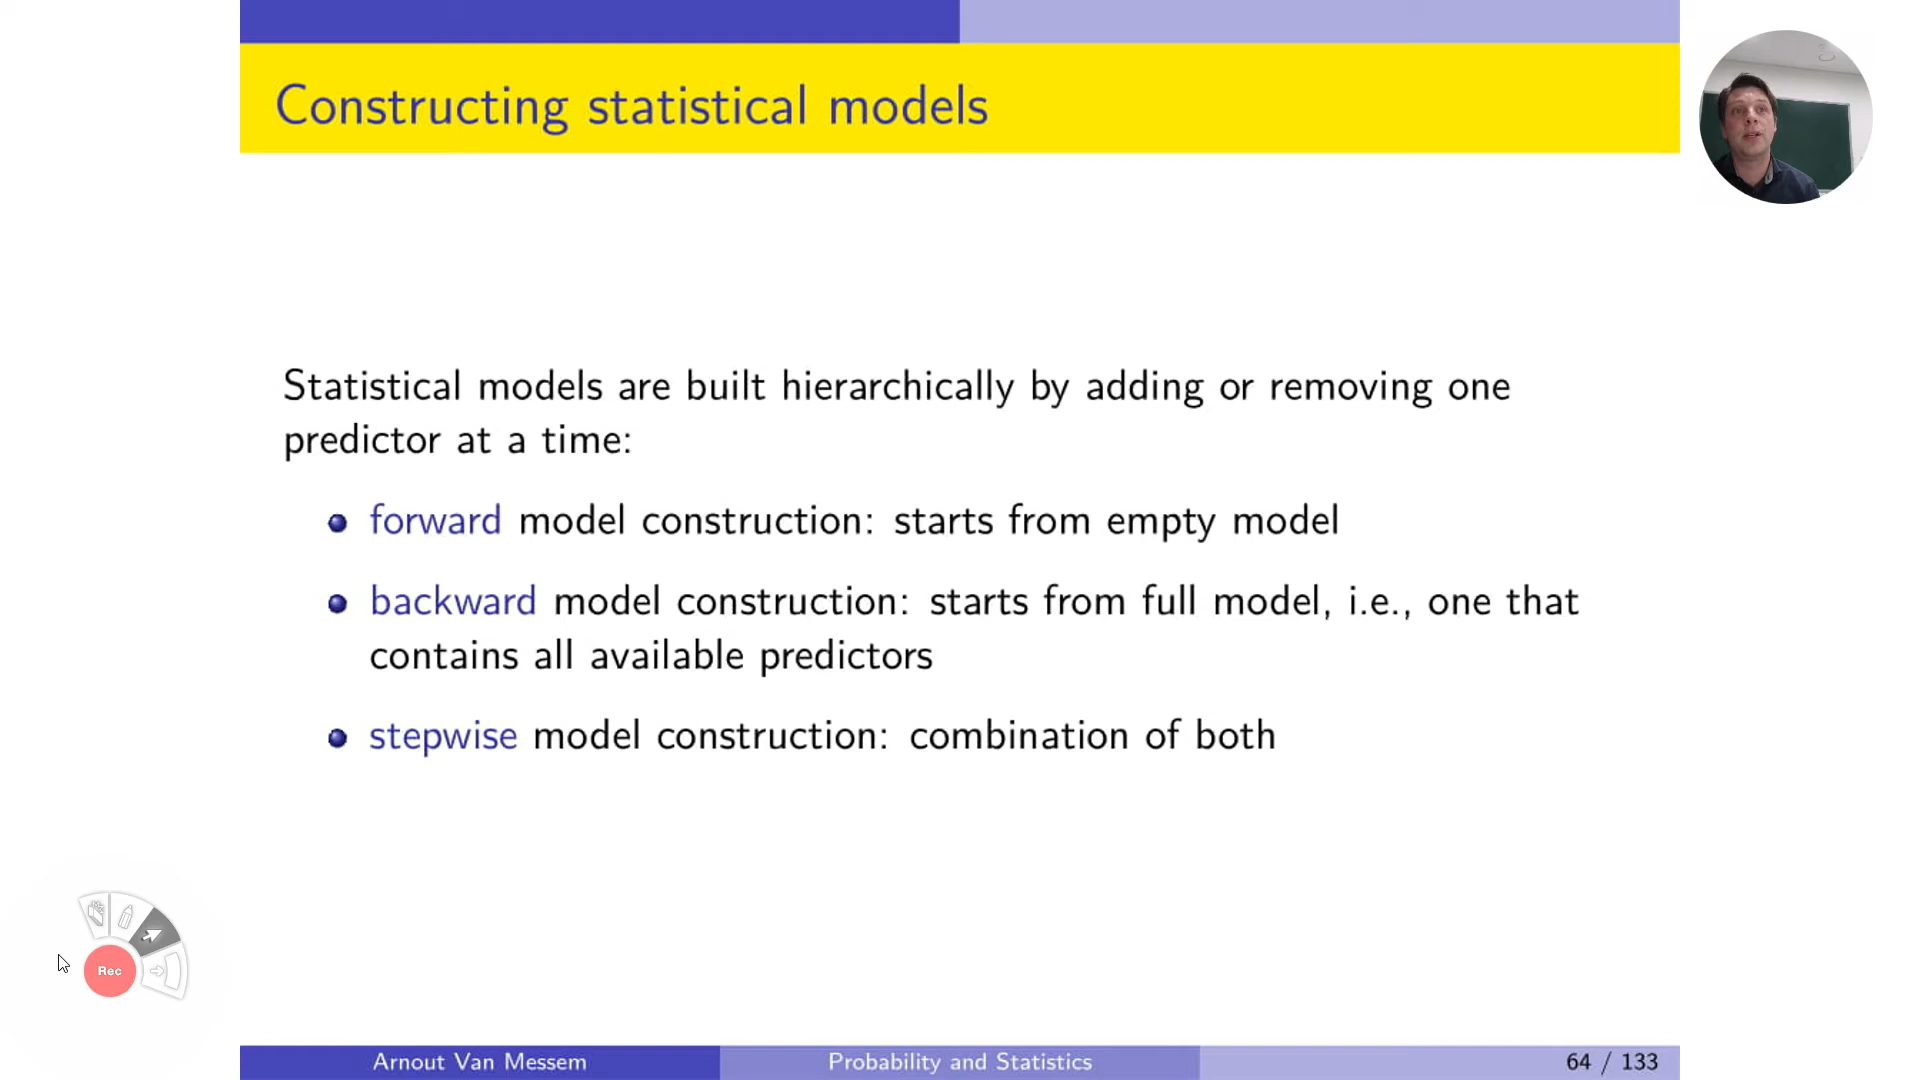 Constructing statistical models
Statistical models are built hierarchically by adding or removing one
predictor at a time:
forward model construction: starts from empty model
backward model construction: starts from full model, i.e., one that
contains all available predictors
stepwise model construction: combination of both
Rec
Arnout Van Messem
Probability and Statistics
64 / 133